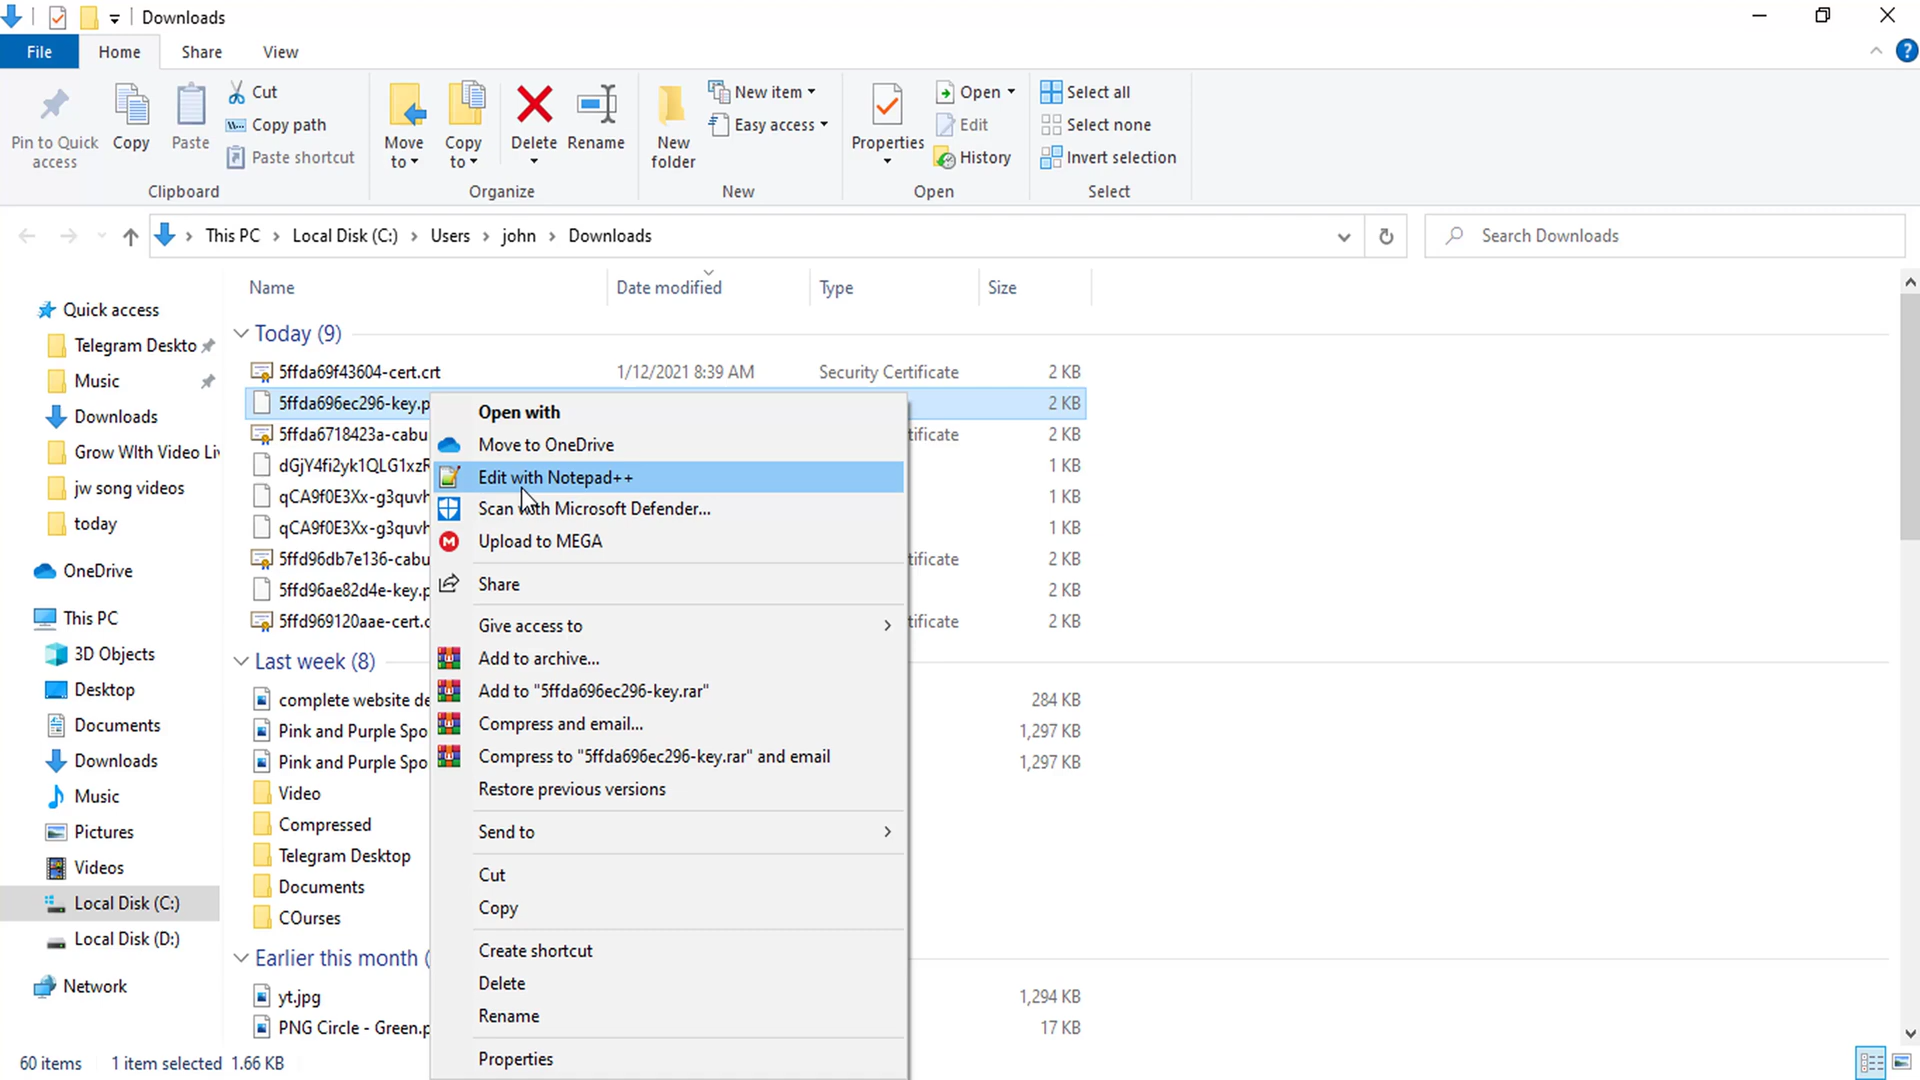 Downloads
File Home Share View
Pin to Quick access
Copy
Paste
Cut
Copy path
Paste shortcut
Clipboard
Move to
Copy to
Delete
Rename
Organize
New folder
New item
Easy access
New
Properties
Open
Edit
History
Open
Select all
Select none
Invert selection
Select
This PC Local Disk (C:) Users john Downloads
Search Downloads
Name Date modified Type Size
Quick access
Telegram Deskto
Music
Downloads
Grow WIth Video Liv
jw song videos
today
OneDrive
This PC
3D Objects
Desktop
Documents
Downloads
Music
Pictures
Videos
Local Disk (C:)
Local Disk (D:)
Network
Today (9)
5ffda69f43604-cert.crt 1/12/2021 8:39 AM Security Certificate 2 KB
5ffda696ec296-key.p 2 KB
5ffda6718423a-cabu tificate 2 KB
dGjY4fi2yk1QLG1xzR 1 KB
qCA9f0E3Xx-g3quvh 1 KB
qCA9f0E3Xx-g3quvh 1 KB
5ffd96db7e136-cabu tificate 2 KB
5ffd96ae82d4e-key.p 2 KB
5ffd969120aae-cert.c tificate 2 KB
Last week (8)
complete website de 284 KB
Pink and Purple Spo 1,297 KB
Pink and Purple Spo 1,297 KB
Video
Compressed
Telegram Desktop
Documents
COurses
Earlier this month (
yt.jpg 1,294 KB
PNG Circle - Green.p 17 KB
Open with
Move to OneDrive
Edit with Notepad++
Scan with Microsoft Defender...
Upload to MEGA
Share
Give access to
Add to archive...
Add to "5ffda696ec296-key.rar"
Compress and email...
Compress to "5ffda696ec296-key.rar" and email
Restore previous versions
Send to
Cut
Copy
Create shortcut
Delete
Rename
Properties
60 items 1 item selected 1.66 KB